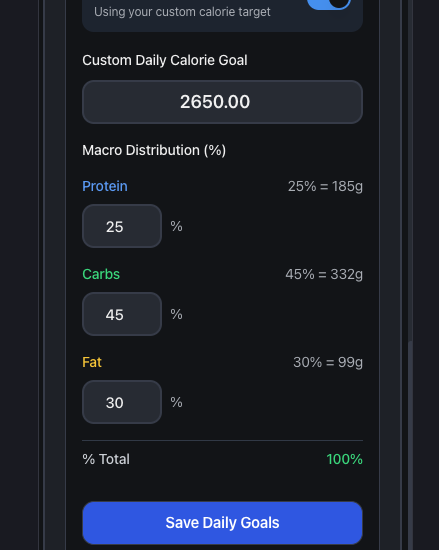 Using your custom calorie target
Custom Daily Calorie Goal
2650.00
Macro Distribution (%)
Protein 25% = 185g
25 %
Carbs 45% = 332g
45 %
Fat 30% = 99g
30 %
% Total 100%
Save Daily Goals